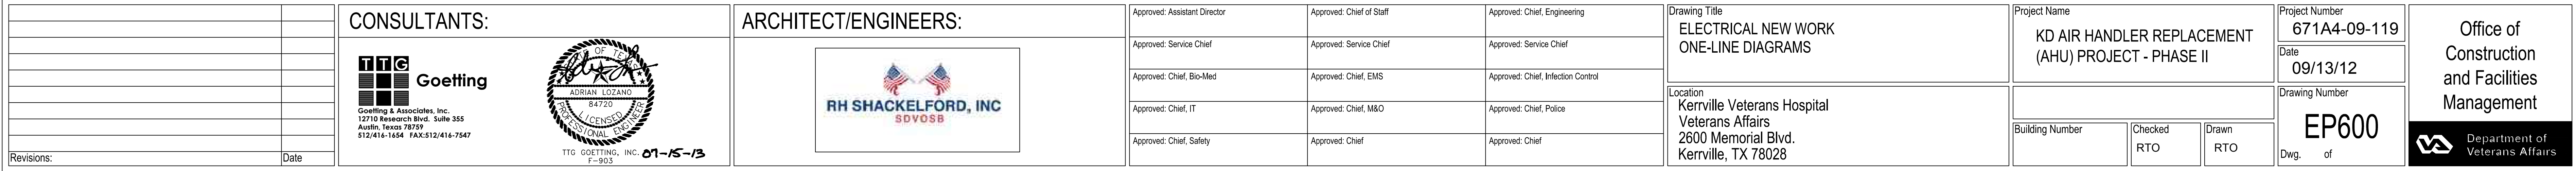 Revisions:
Date
CONSULTANTS:
TTG
Goetting
Goetting & Associates, Inc.
12710 Research Blvd. Suite 355
Austin, Texas 78759
512/416-1654 FAX:512/416-7547
OF TEXAS
ADRIAN LOZANO
84720
LICENSED
PROFESSIONAL ENGINEER
TTG GOETTING, INC.
F-903
07-15-13
ARCHITECT/ENGINEERS:
RH SHACKELFORD, INC
SDVOSB
Approved: Assistant Director
Approved: Chief of Staff
Approved: Chief, Engineering
Approved: Service Chief
Approved: Service Chief
Approved: Service Chief
Approved: Chief, Bio-Med
Approved: Chief, EMS
Approved: Chief, Infection Control
Approved: Chief, IT
Approved: Chief, M&O
Approved: Chief, Police
Approved: Chief, Safety
Approved: Chief
Approved: Chief
Drawing Title
ELECTRICAL NEW WORK
ONE-LINE DIAGRAMS
Location
Kerrville Veterans Hospital
Veterans Affairs
2600 Memorial Blvd.
Kerrville, TX 78028
Project Name
KD AIR HANDLER REPLACEMENT
(AHU) PROJECT - PHASE II
Building Number
Checked
RTO
Drawn
RTO
Project Number
671A4-09-119
Date
09/13/12
Drawing Number
EP600
Dwg. of
Office of
Construction
and Facilities
Management
VA
Department of
Veterans Affairs